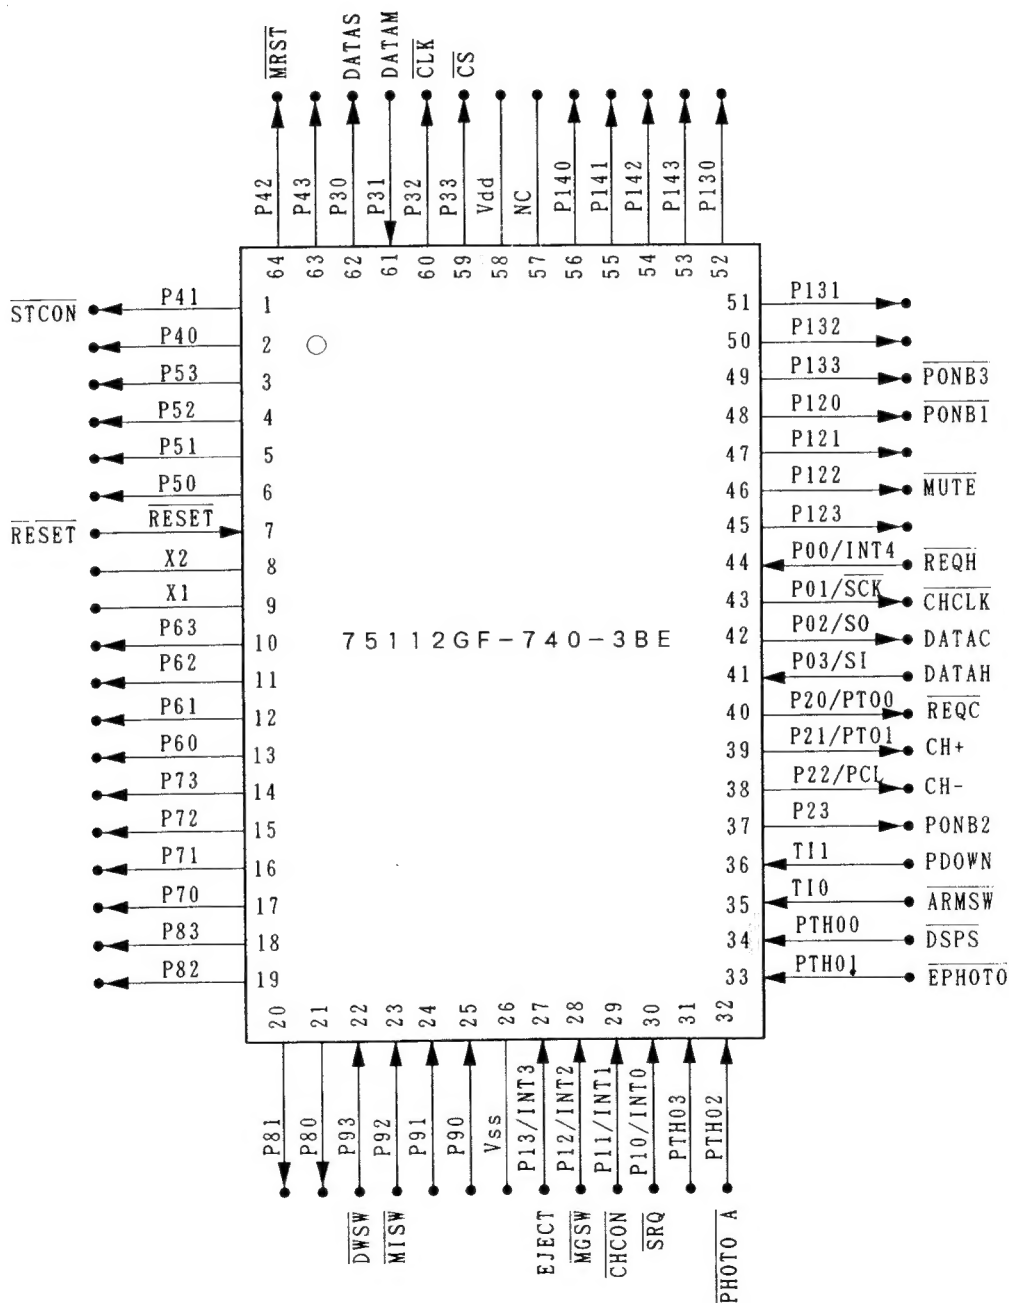 MRST
DATAS
DATAM
CLK
CS
P42
P43
P30
P31
P32
P33
Vdd
NC
P140
P141
P142
P143
P130
64
63
62
61
60
59
58
57
56
55
54
53
52
STCON P41 1
P40 2
P53 3
P52 4
P51 5
P50 6
RESET RESET 7
X2 8
X1 9
P63 10
P62 11
P61 12
P60 13
P73 14
P72 15
P71 16
P70 17
P83 18
P82 19
75112GF-740-3BE
51 P131
50 P132
49 P133 PONB3
48 P120 PONB1
47 P121
46 P122 MUTE
45 P123
44 P00/INT4 REQH
43 P01/SCK CHCLK
42 P02/SO DATAC
41 P03/SI DATAH
40 P20/PTO0 REQC
39 P21/PTO1 CH+
38 P22/PCL CH-
37 P23 PONB2
36 TI1 PDOWN
35 TI0 ARMSW
34 PTH00 DSPS
33 PTH01 EPHOTO
20
21
22
23
24
25
26
27
28
29
30
31
32
P81
P80
P93
P92
P91
P90
Vss
P13/INT3
P12/INT2
P11/INT1
P10/INT0
PTH03
PTH02
DWSW
MISW
EJECT
MGSW
CHCON
SRQ
PHOTO A